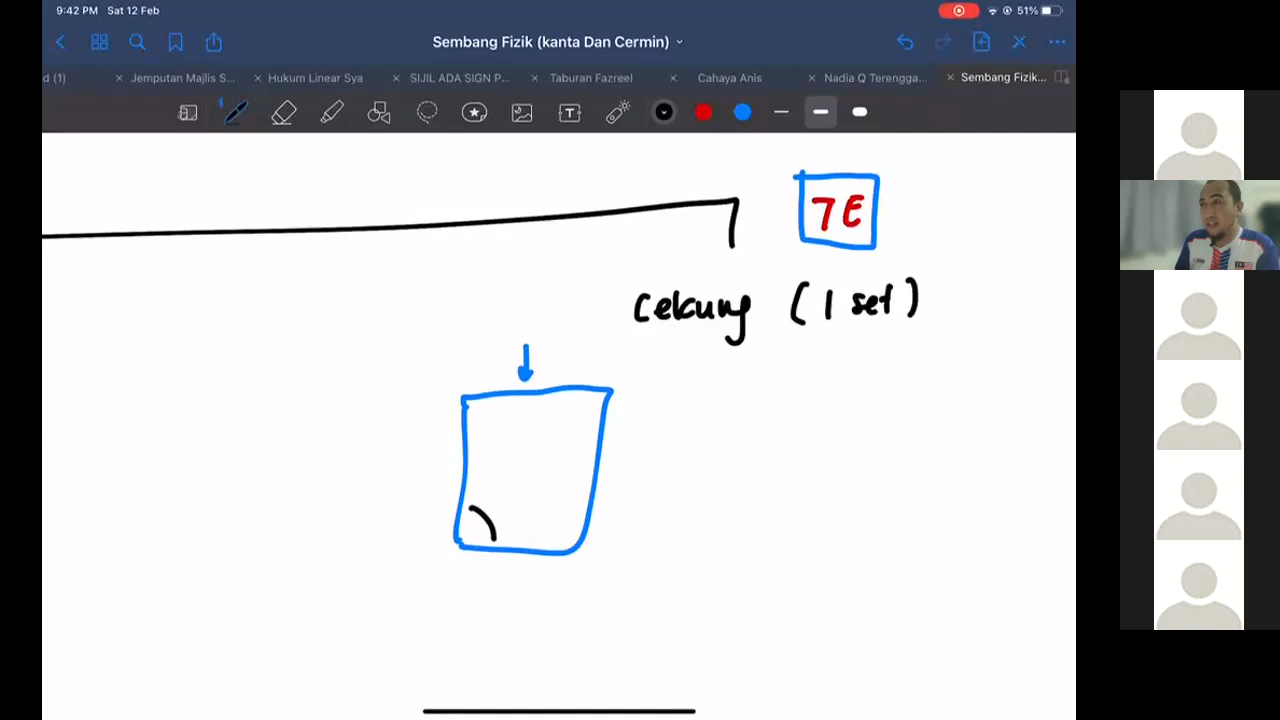 9:42 PM Sat 12 Feb
51%
Sembang Fizik (kanta Dan Cermin)
d (1)
Jemputan Majlis S...
Hukum Linear Sya
SIJIL ADA SIGN P...
Taburan Fazreel
Cahaya Anis
Nadia Q Terengga...
Sembang Fizik...
7E
Cekung (1 set)